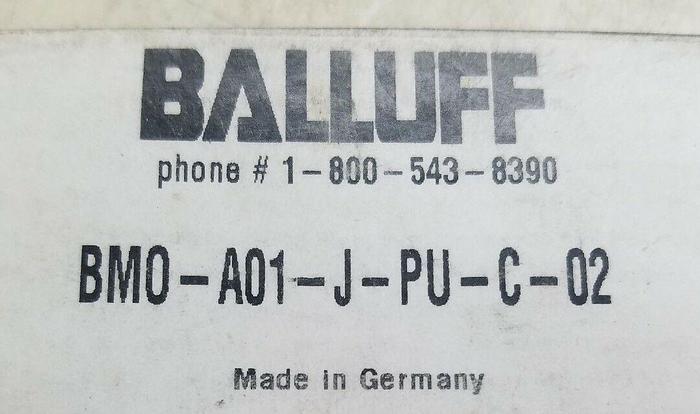 BALLUFF
phone # 1-800-543-8390
BMO-A01-J-PU-C-02
Made in Germany